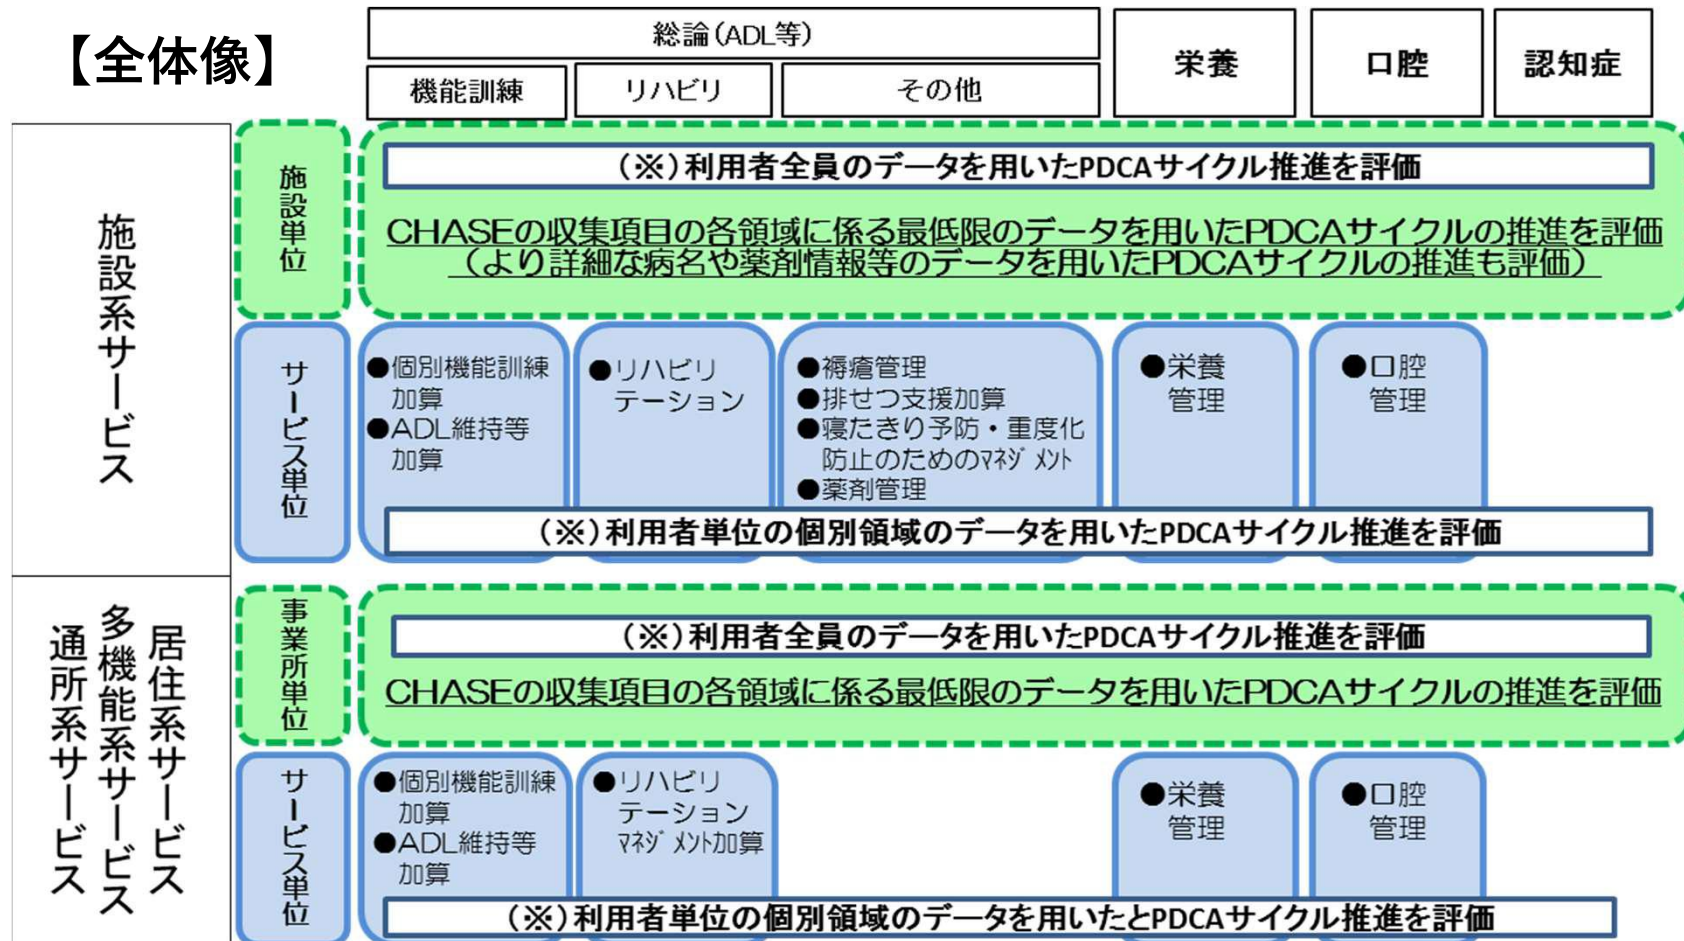 【全体像】
総論(ADL等)
機能訓練
リハビリ
その他
栄養
口腔
認知症
施設系サービス
施設単位
(※)利用者全員のデータを用いたPDCAサイクル推進を評価
CHASEの収集項目の各領域に係る最低限のデータを用いたPDCAサイクルの推進を評価
(より詳細な病名や薬剤情報等のデータを用いたPDCAサイクルの推進も評価)
サービス単位
●個別機能訓練
加算
●ADL維持等
加算
●リハビリ
テーション
●褥瘡管理
●排せつ支援加算
●寝たきり予防・重度化
防止のためのマネジメント
●薬剤管理
●栄養
管理
●口腔
管理
(※)利用者単位の個別領域のデータを用いたPDCAサイクル推進を評価
居住系サービス
多機能系サービス
通所系サービス
事業所単位
(※)利用者全員のデータを用いたPDCAサイクル推進を評価
CHASEの収集項目の各領域に係る最低限のデータを用いたPDCAサイクルの推進を評価
サービス単位
●個別機能訓練
加算
●ADL維持等
加算
●リハビリ
テーション
マネジメント加算
●栄養
管理
●口腔
管理
(※)利用者単位の個別領域のデータを用いたとPDCAサイクル推進を評価